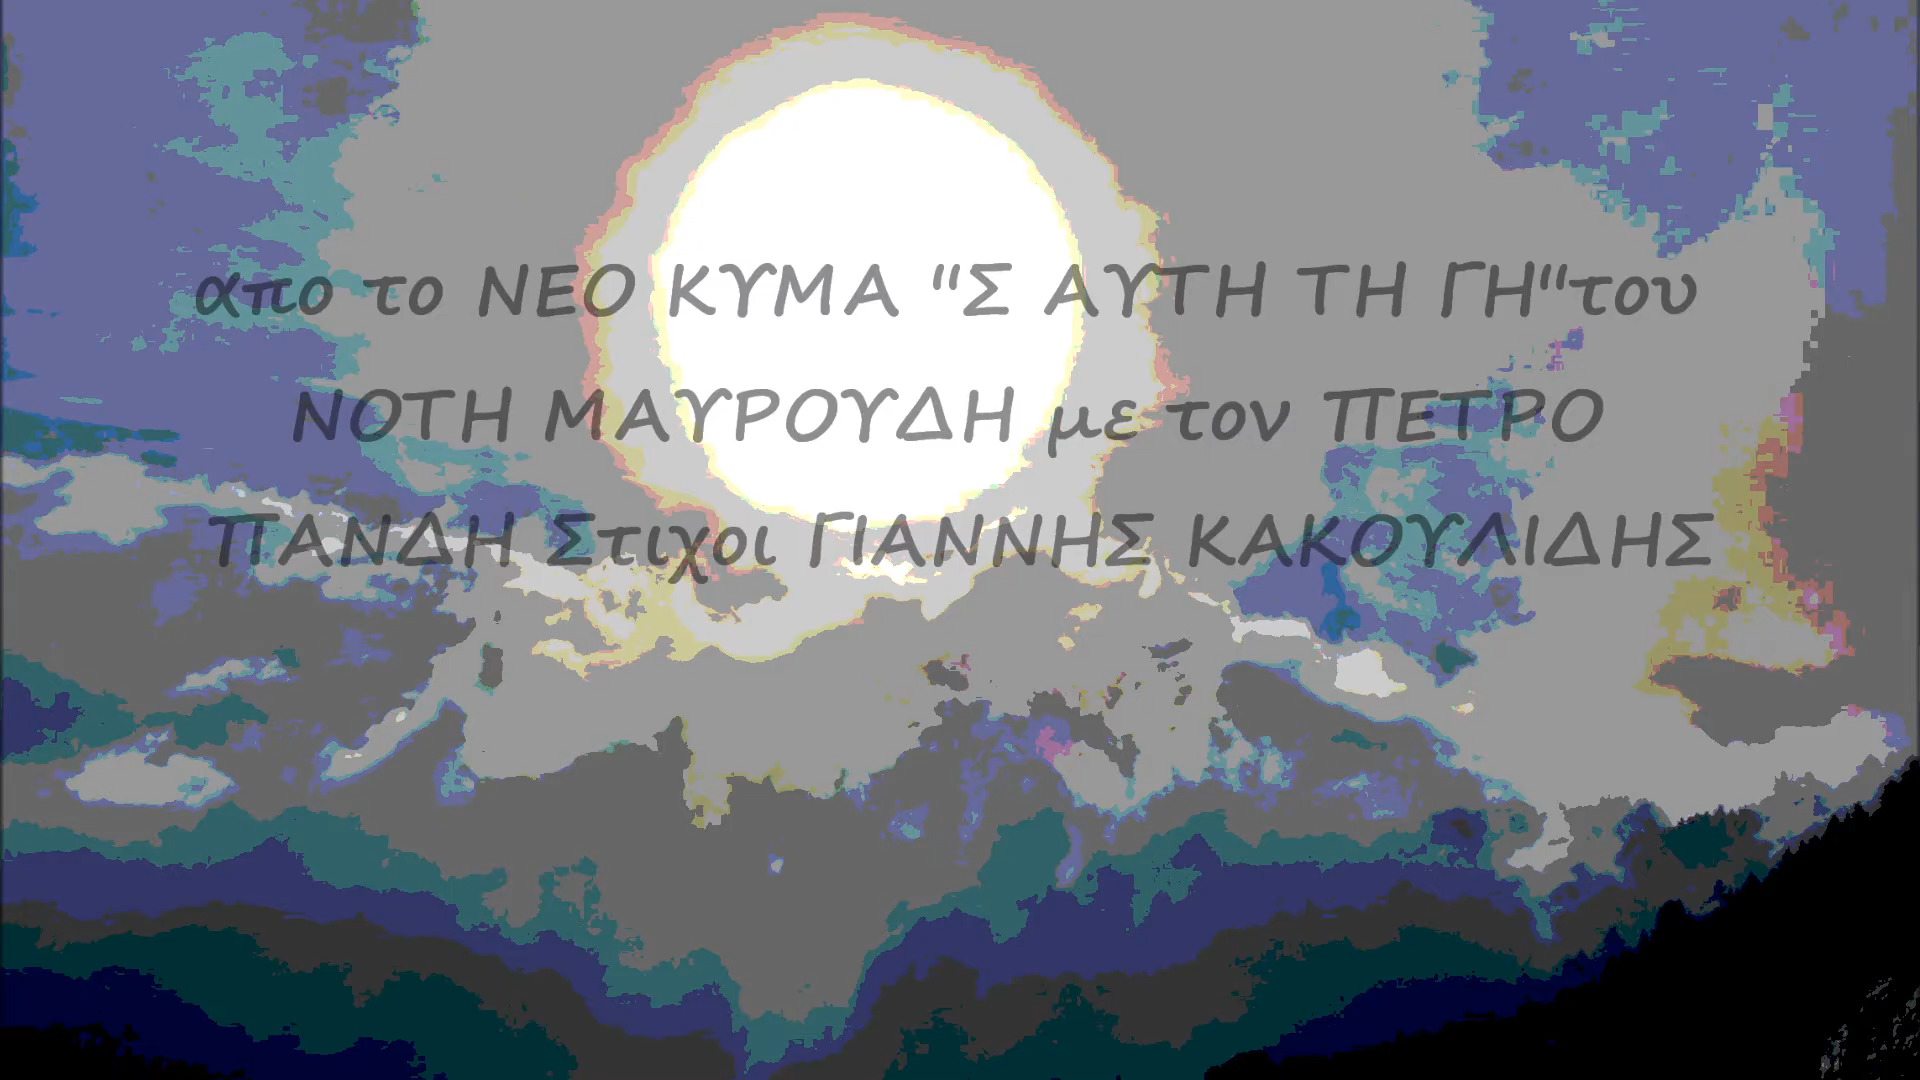 απο το ΝΕΟ ΚΥΜΑ "Σ ΑΥΤΗ ΤΗ ΓΗ"του
ΝΟΤΗ ΜΑΥΡΟΥΔΗ με τον ΠΕΤΡΟ
ΠΑΝΔΗ Στιχοι ΓΙΑΝΝΗΣ ΚΑΚΟΥΛΙΔΗΣ